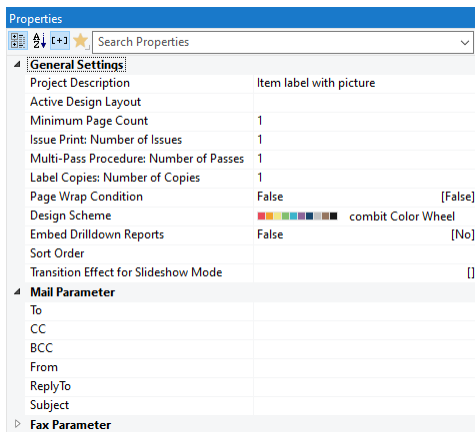 Properties
Search Properties
General Settings
Project Description Item label with picture
Active Design Layout
Minimum Page Count 1
Issue Print: Number of Issues 1
Multi-Pass Procedure: Number of Passes 1
Label Copies: Number of Copies 1
Page Wrap Condition False [False]
Design Scheme combit Color Wheel
Embed Drilldown Reports False [No]
Sort Order
Transition Effect for Slideshow Mode []
Mail Parameter
To
CC
BCC
From
ReplyTo
Subject
Fax Parameter